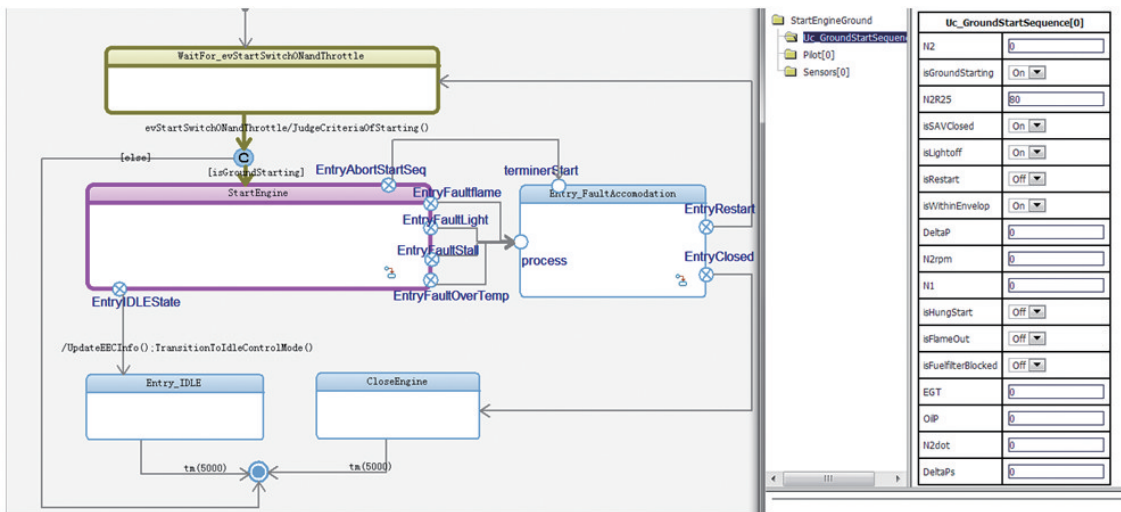 WaitFor_evStartSwitchONandThrottle
evStartSwitchONandThrottle/JudgeCriteriaOfStarting()
[else]
C
[isGroundStarting]
StartEngine
EntryAbortStartSeq
terminerStart
EntryFaultflame
Entry_FaultAccomodation
EntryFaultLight
EntryRestart
EntryFaultStall
process
EntryClosed
EntryFaultOverTemp
EntryIDLEState
/UpdateEECInfo();TransitionToIdleControlMode()
Entry_IDLE
CloseEngine
tm(5000)
tm(5000)
StartEngineGround
Uc_GroundStartSequen
Pilot[0]
Sensors[0]
Uc_GroundStartSequence[0]
N2 0
isGroundStarting On
N2R25 80
isSAVClosed On
isLightoff On
isRestart Off
isWithinEnvelop On
DeltaP 0
N2rpm 0
N1 0
isHungStart Off
isFlameOut Off
isFuelfilterBlocked Off
EGT 0
OilP 0
N2dot 0
DeltaPs 0